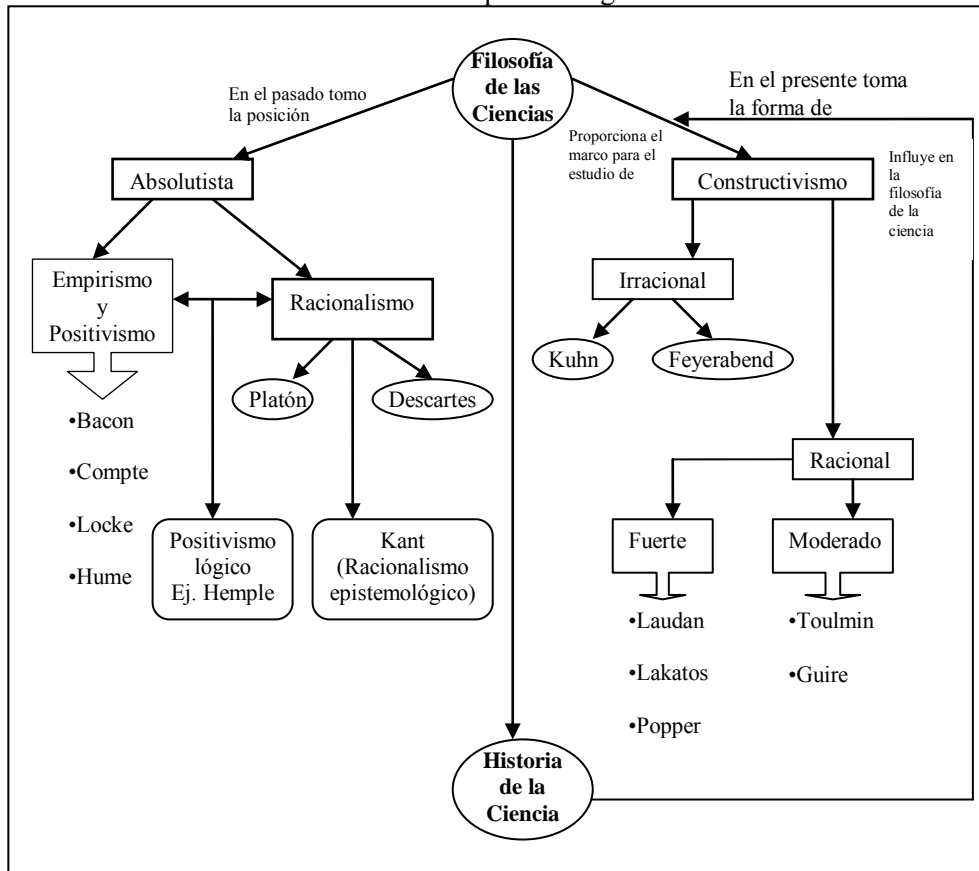 Filosofía
de las
Ciencias
En el pasado tomo
la posición
En el presente toma
la forma de
Proporciona el
marco para el
estudio de
Influye en
la
filosofía
de la
ciencia
Absolutista
Constructivismo
Empirismo
y
Positivismo
Racionalismo
Irracional
Platón
Descartes
Kuhn
Feyerabend
•Bacon
•Compte
•Locke
•Hume
Positivismo
lógico
Ej. Hemple
Kant
(Racionalismo
epistemológico)
Racional
Fuerte
Moderado
•Laudan
•Lakatos
•Popper
•Toulmin
•Guire
Historia
de la
Ciencia